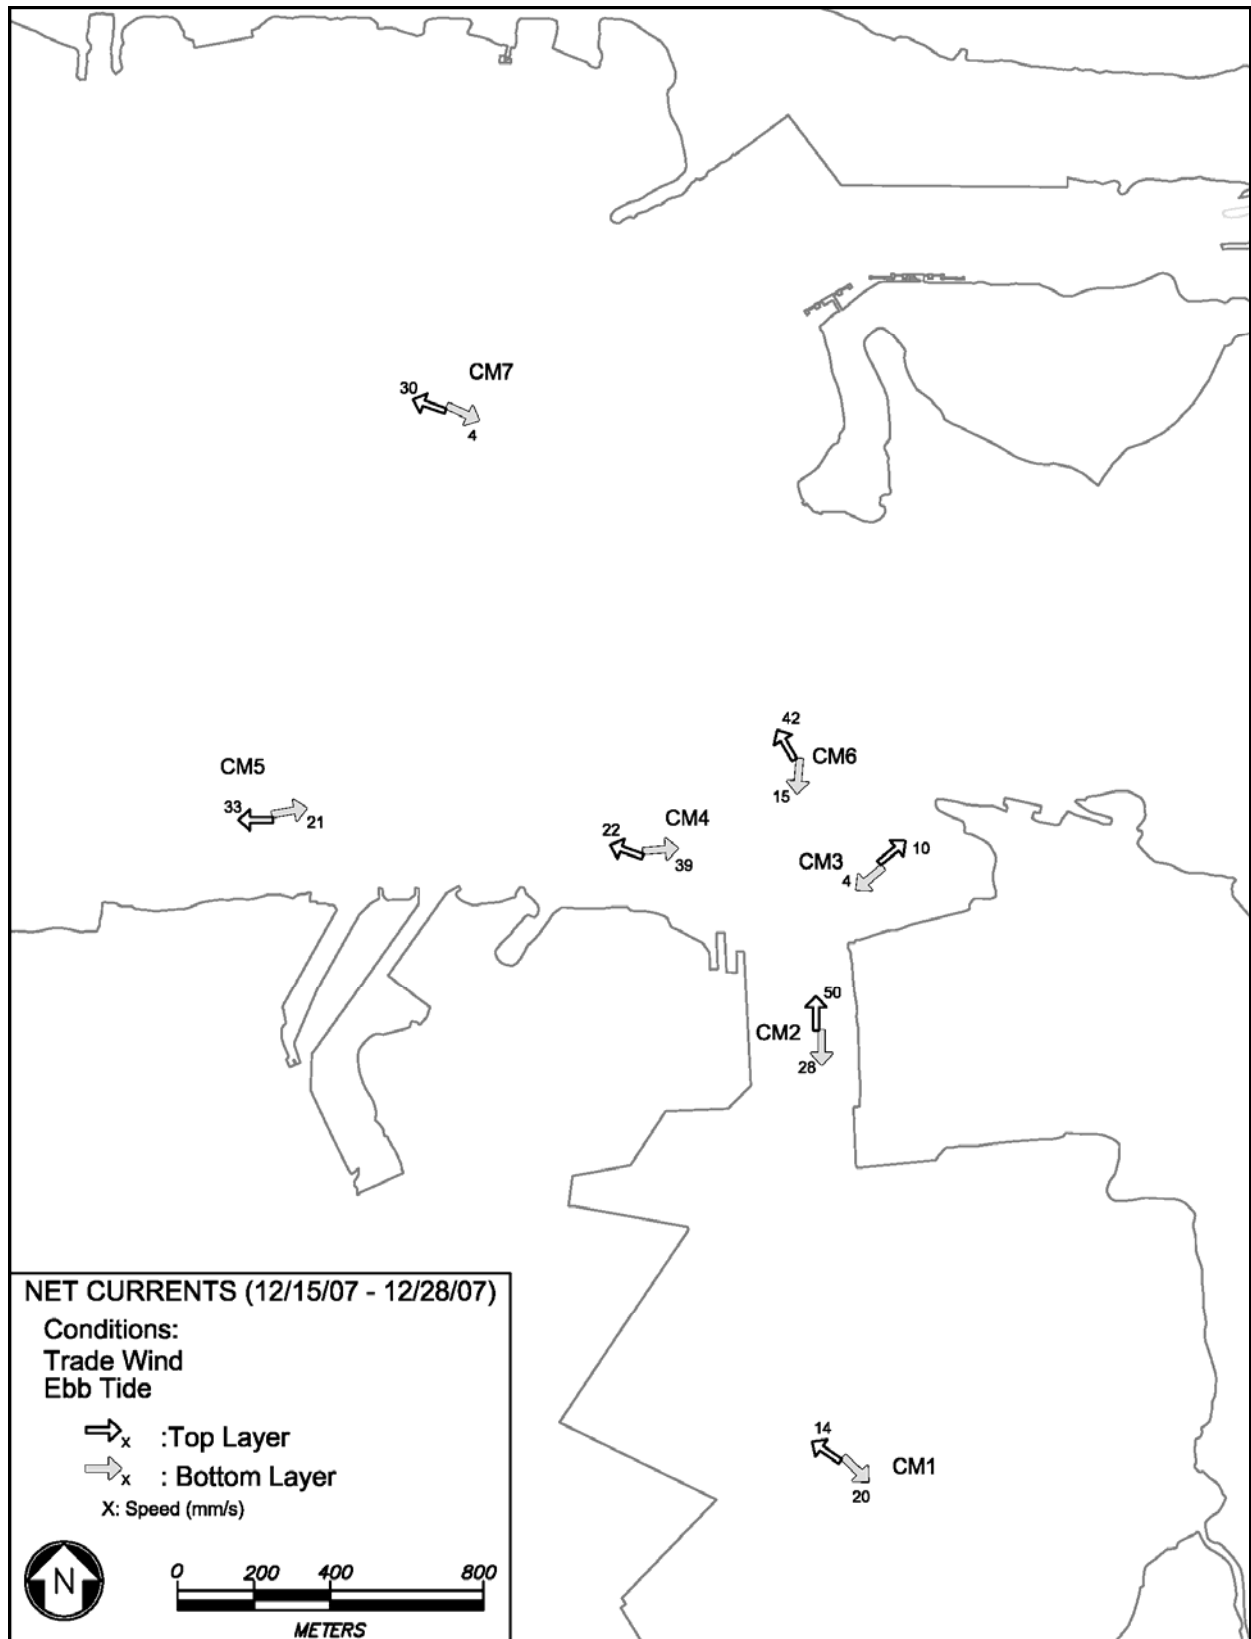 CM7
30
4
42
CM6
15
CM5
33
21
22
CM4
39
CM3
10
4
50
CM2
28
NET CURRENTS (12/15/07 - 12/28/07)
Conditions:
Trade Wind
Ebb Tide
x :Top Layer
x : Bottom Layer
X: Speed (mm/s)
N
0 200 400 800
METERS
14
CM1
20